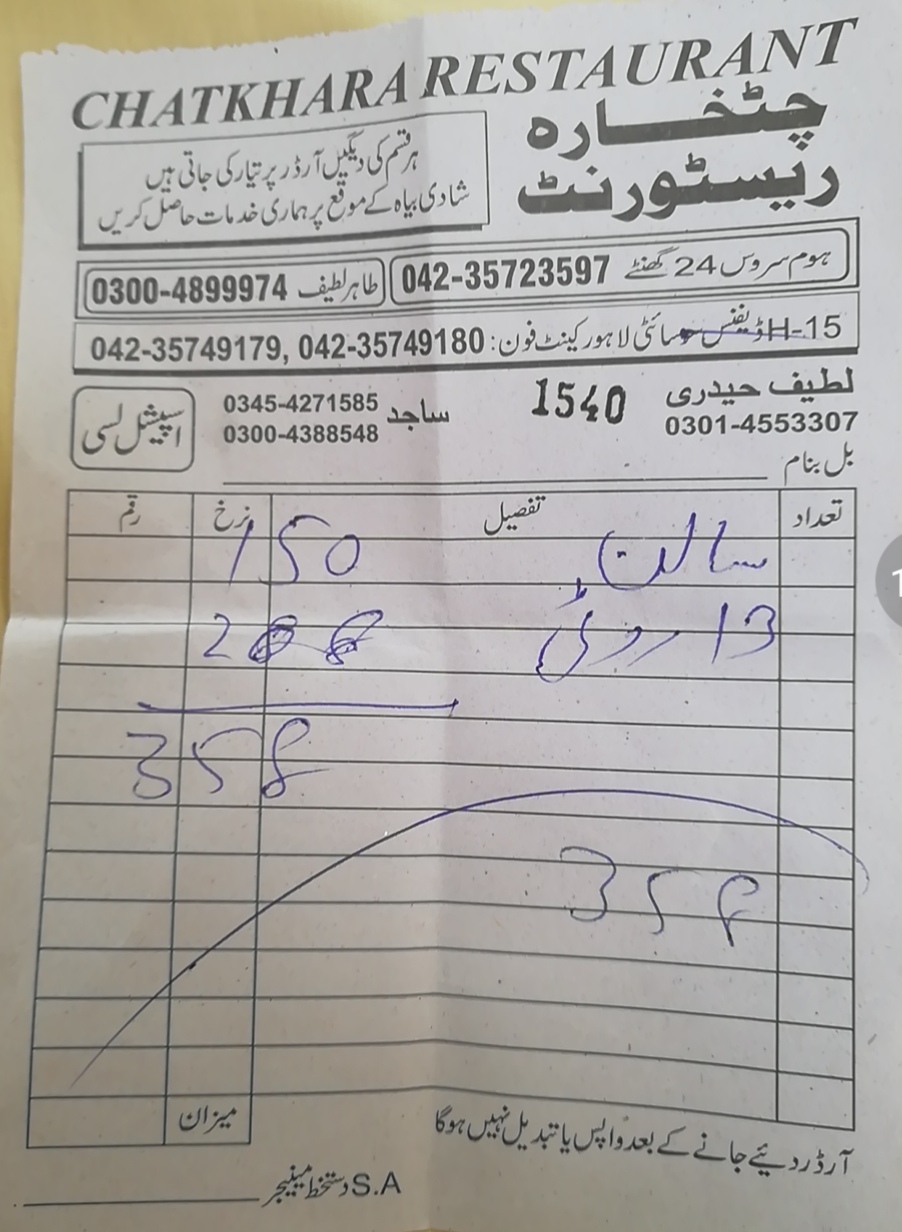 CHATKHARA RESTAURANT
چٹخارہ
ریسٹورنٹ
ہر قسم کی دیگیں آرڈر پر تیار کی جاتی ہیں
شادی بیاہ کے موقع پر ہماری خدمات حاصل کریں
ہوم سروس 24 گھنٹے 042-35723597
طاہر لطیف 0300-4899974
H-15 ڈیفنس سوسائٹی لاہور کینٹ فون: 042-35749179, 042-35749180
لطیف حیدری
0301-4553307
1540
ساجد 0345-4271585
0300-4388548
اسپیشل لسی
بل بنام
تعداد تفصیل نرخ رقم
سالن 150
13 روٹی 208
358
358
میزان
آرڈر دیئے جانے کے بعد واپس یا تبدیل نہیں ہوگا
S.A دستخط مینیجر